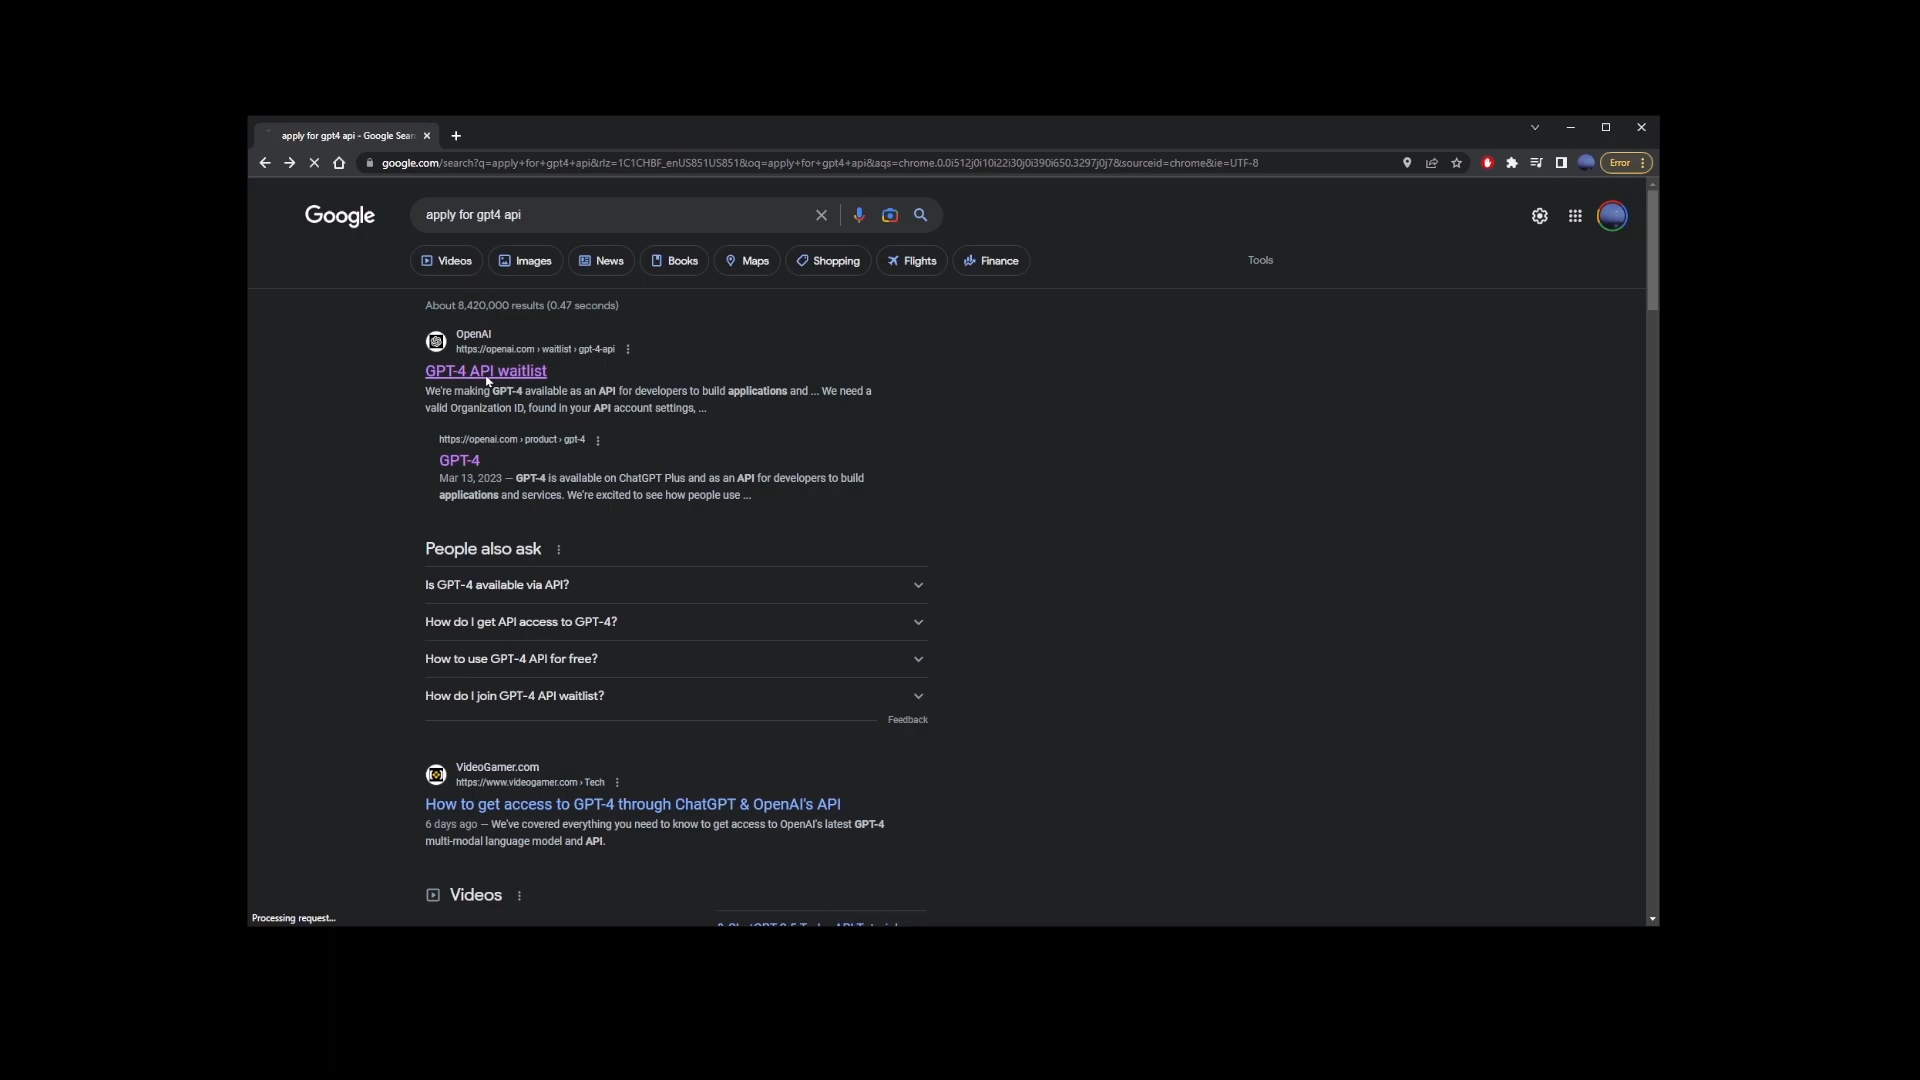 apply for gpt4 api - Google Sear
google.com/search?q=apply+for+gpt4+api&rlz=1C1CHBF_enUS851US851&oq=apply+for+gpt4+api&aqs=chrome.0.0i512j0i10i22i30j0i390i650.3297j0j7&sourceid=chrome&ie=UTF-8
Error
Google
apply for gpt4 api
Videos
Images
News
Books
Maps
Shopping
Flights
Finance
Tools
About 8,420,000 results (0.47 seconds)
OpenAI
https://openai.com › waitlist › gpt-4-api
GPT-4 API waitlist
We're making GPT-4 available as an API for developers to build applications and ... We need a
valid Organization ID, found in your API account settings, ...
https://openai.com › product › gpt-4
GPT-4
Mar 13, 2023 — GPT-4 is available on ChatGPT Plus and as an API for developers to build
applications and services. We're excited to see how people use ...
People also ask
Is GPT-4 available via API?
How do I get API access to GPT-4?
How to use GPT-4 API for free?
How do I join GPT-4 API waitlist?
Feedback
VideoGamer.com
https://www.videogamer.com › Tech
How to get access to GPT-4 through ChatGPT & OpenAI's API
6 days ago — We've covered everything you need to know to get access to OpenAI's latest GPT-4
multi-modal language model and API.
Videos
Processing request...